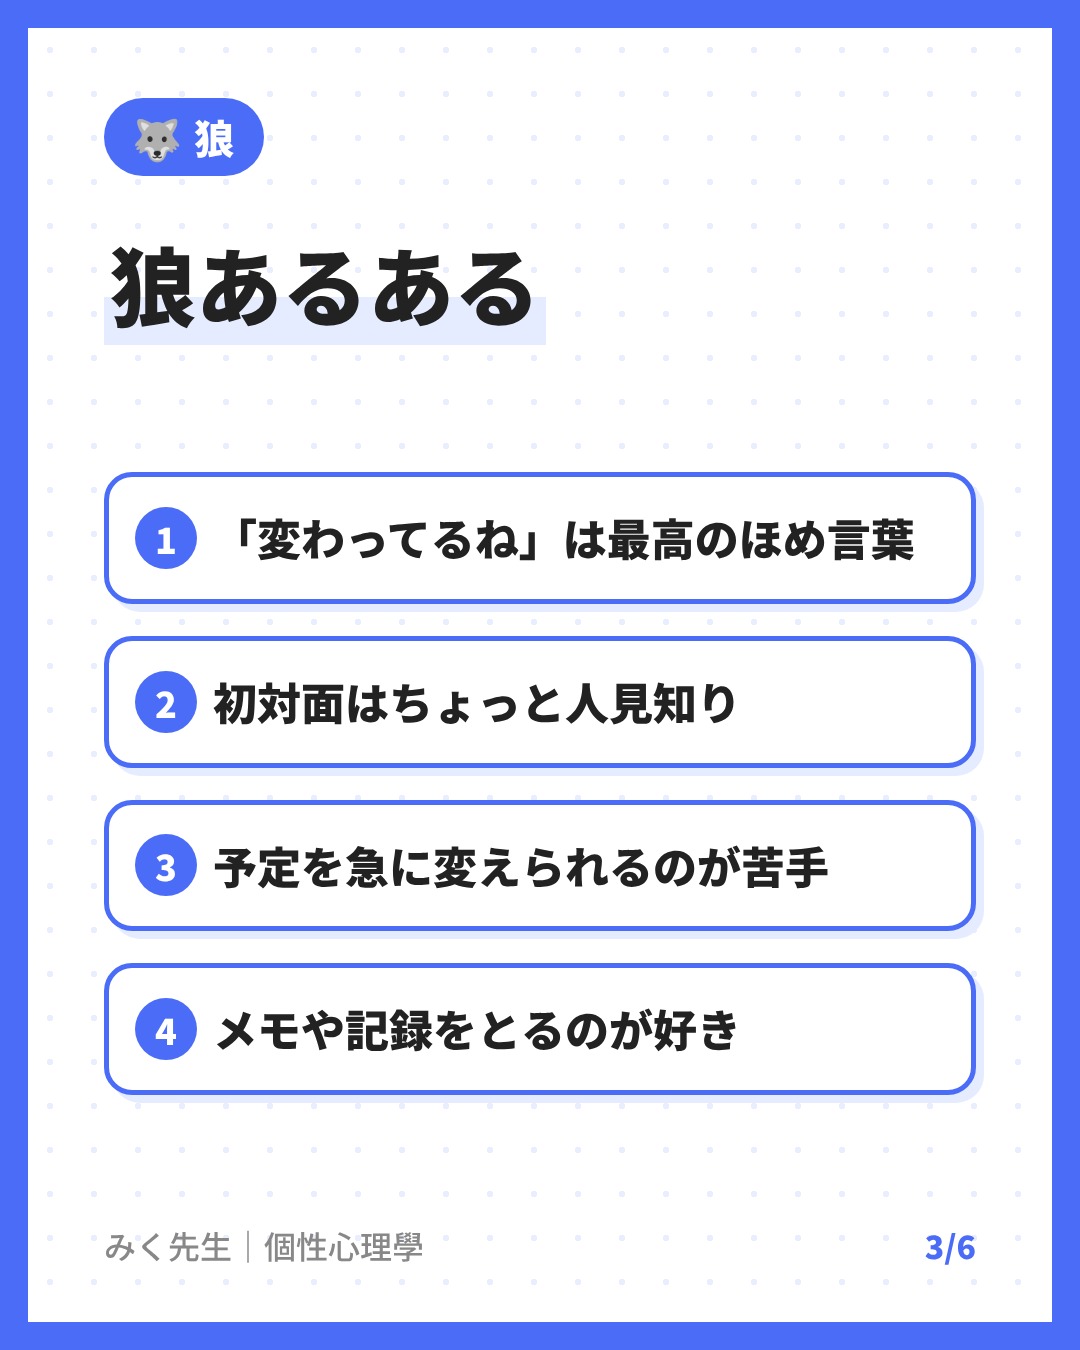 🐺 狼
狼あるある
1 「変わってるね」は最高のほめ言葉
2 初対面はちょっと人見知り
3 予定を急に変えられるのが苦手
4 メモや記録をとるのが好き
みく先生｜個性心理學
3/6